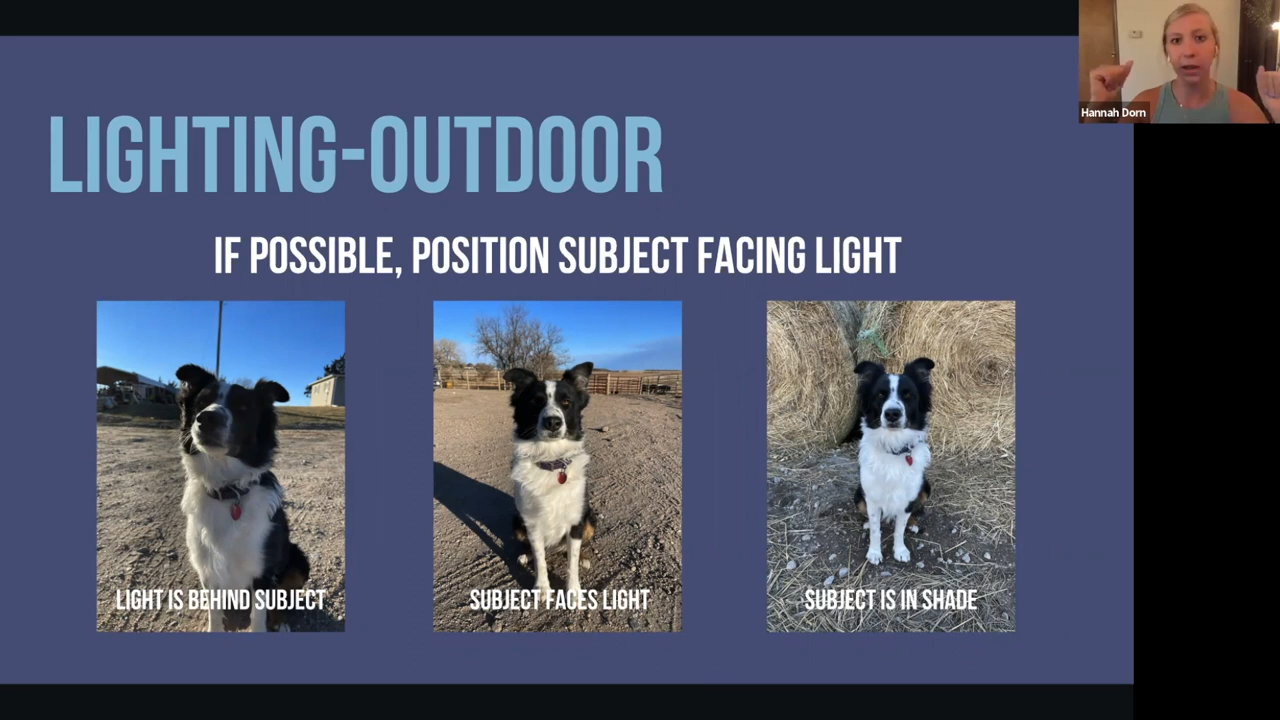 LIGHTING-OUTDOOR
IF POSSIBLE, POSITION SUBJECT FACING LIGHT
LIGHT IS BEHIND SUBJECT
SUBJECT FACES LIGHT
SUBJECT IS IN SHADE
Hannah Dorn